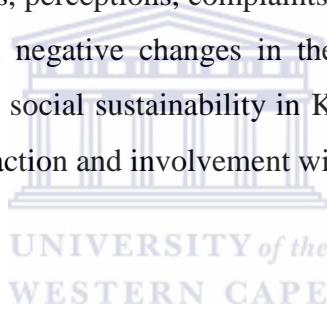 s, perceptions, complaints
negative changes in the
social sustainability in K
action and involvement wi
UNIVERSITY of the
WESTERN CAPE